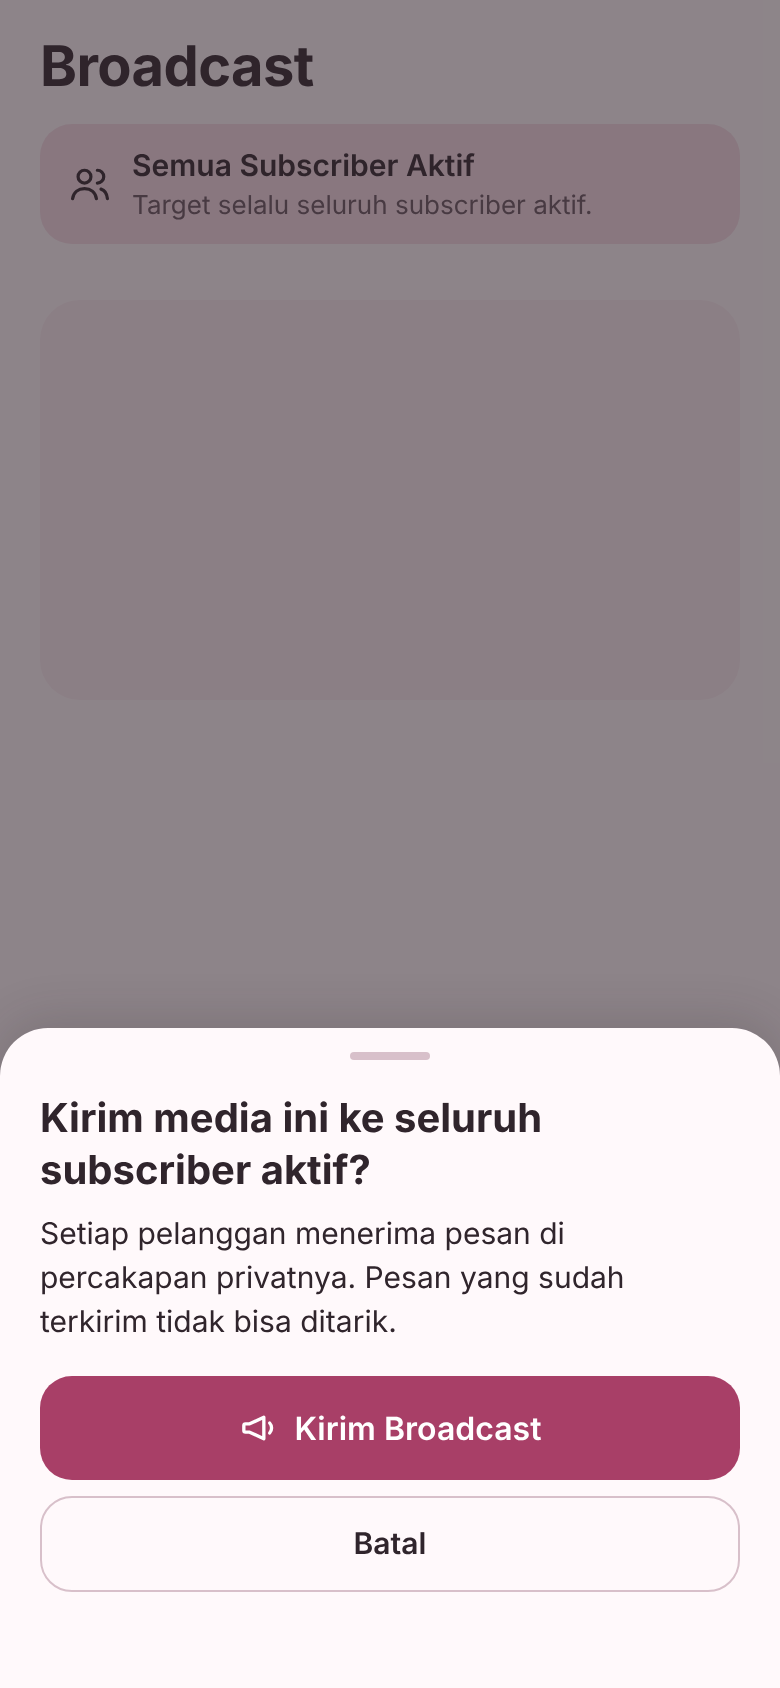 Broadcast
Semua Subscriber Aktif
Target selalu seluruh subscriber aktif.
Kirim media ini ke seluruh
subscriber aktif?
Setiap pelanggan menerima pesan di
percakapan privatnya. Pesan yang sudah
terkirim tidak bisa ditarik.
Kirim Broadcast
Batal